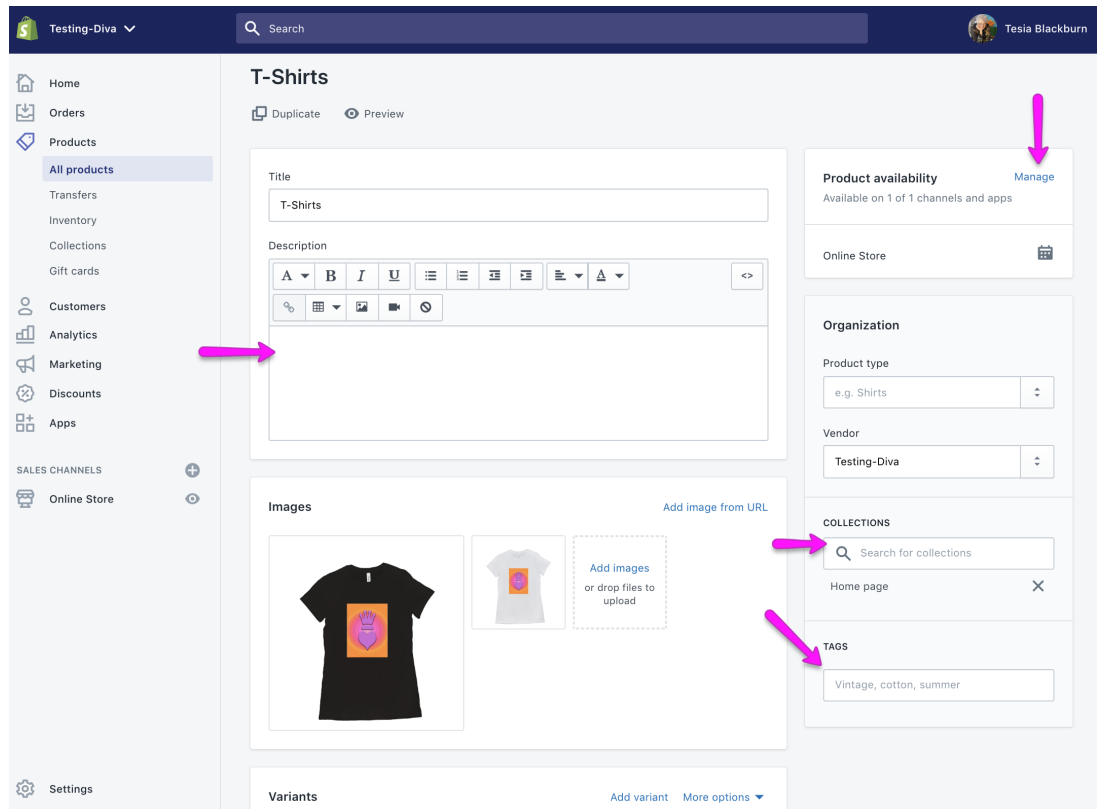 Testing-Diva
Search
Tesia Blackburn
Home
Orders
Products
All products
Transfers
Inventory
Collections
Gift cards
Customers
Analytics
Marketing
Discounts
Apps
SALES CHANNELS
Online Store
Settings
T-Shirts
Duplicate
Preview
Title
T-Shirts
Description
A B I U A <>
Images
Add image from URL
Add images
or drop files to
upload
Variants
Add variant
More options
Product availability
Manage
Available on 1 of 1 channels and apps
Online Store
Organization
Product type
e.g. Shirts
Vendor
Testing-Diva
COLLECTIONS
Search for collections
Home page
TAGS
Vintage, cotton, summer